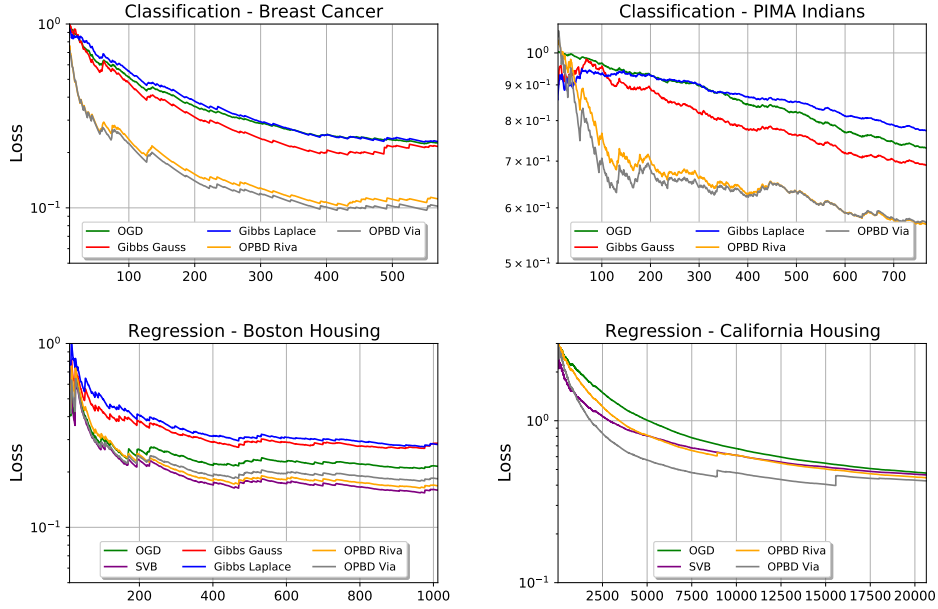 Classification - Breast Cancer
10⁰
Loss
10⁻¹
OGD
Gibbs Gauss
Gibbs Laplace
OPBD Riva
OPBD Via
100 200 300 400 500
Classification - PIMA Indians
10⁰
9 × 10⁻¹
8 × 10⁻¹
7 × 10⁻¹
6 × 10⁻¹
5 × 10⁻¹
OGD
Gibbs Gauss
Gibbs Laplace
OPBD Riva
OPBD Via
100 200 300 400 500 600 700
Regression - Boston Housing
10⁰
Loss
10⁻¹
OGD
SVB
Gibbs Gauss
Gibbs Laplace
OPBD Riva
OPBD Via
200 400 600 800 1000
Regression - California Housing
Loss
10⁰
10⁻¹
OGD
SVB
OPBD Riva
OPBD Via
2500 5000 7500 10000 12500 15000 17500 20000